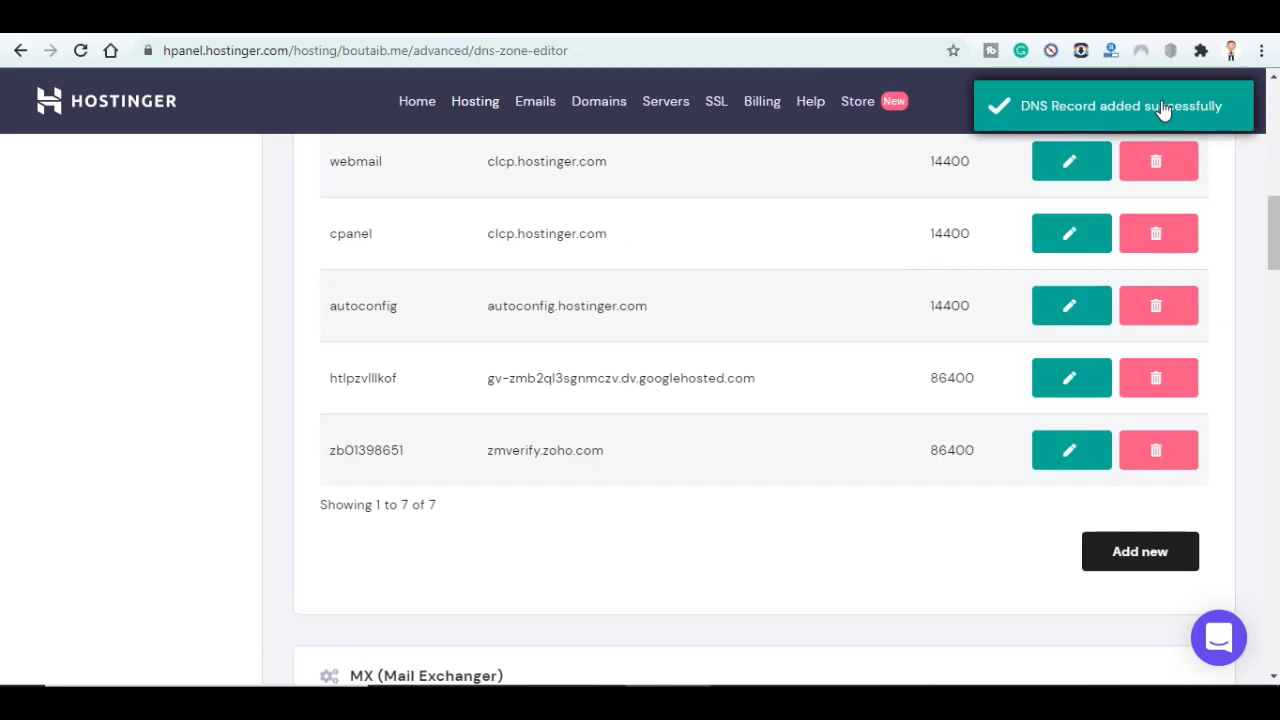 hpanel.hostinger.com/hosting/boutaib.me/advanced/dns-zone-editor
HOSTINGER
Home Hosting Emails Domains Servers SSL Billing Help Store New
DNS Record added successfully
webmail clcp.hostinger.com 14400
cpanel clcp.hostinger.com 14400
autoconfig autoconfig.hostinger.com 14400
htlpzvlllkof gv-zmb2ql3sgnmczv.dv.googlehosted.com 86400
zb01398651 zmverify.zoho.com 86400
Showing 1 to 7 of 7
Add new
MX (Mail Exchanger)